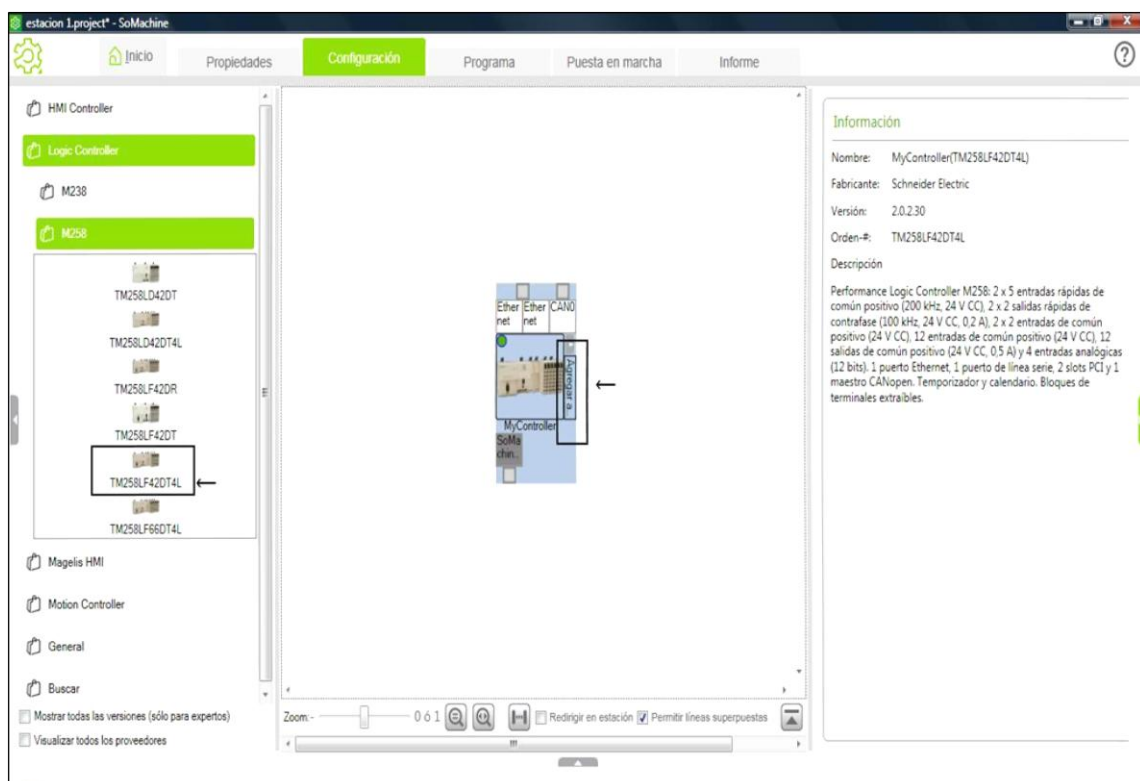 estacion 1.project* - SoMachine
Inicio
Propiedades
Configuración
Programa
Puesta en marcha
Informe
HMI Controller
Logic Controller
M238
M258
TM258LD42DT
TM258LD42DT4L
TM258LF42DR
TM258LF42DT
TM258LF42DT4L
TM258LF66DT4L
Magelis HMI
Motion Controller
General
Buscar
Mostrar todas las versiones (sólo para expertos)
Visualizar todos los proveedores
Ether
net
Ether
net
CAN0
Agregar a..
MyController
SoMa
chin..
Zoom:-
0 6 1
Redirigir en estación
Permitir líneas superpuestas
Información
Nombre: MyController(TM258LF42DT4L)
Fabricante: Schneider Electric
Versión: 2.0.2.30
Orden-#: TM258LF42DT4L
Descripción
Performance Logic Controller M258: 2 x 5 entradas rápidas de
común positivo (200 kHz, 24 V CC), 2 x 2 salidas rápidas de
contrafase (100 kHz, 24 V CC, 0,2 A), 2 x 2 entradas de común
positivo (24 V CC), 12 entradas de común positivo (24 V CC), 12
salidas de común positivo (24 V CC, 0,5 A) y 4 entradas analógicas
(12 bits). 1 puerto Ethernet, 1 puerto de línea serie, 2 slots PCI y 1
maestro CANopen. Temporizador y calendario. Bloques de
terminales extraíbles.